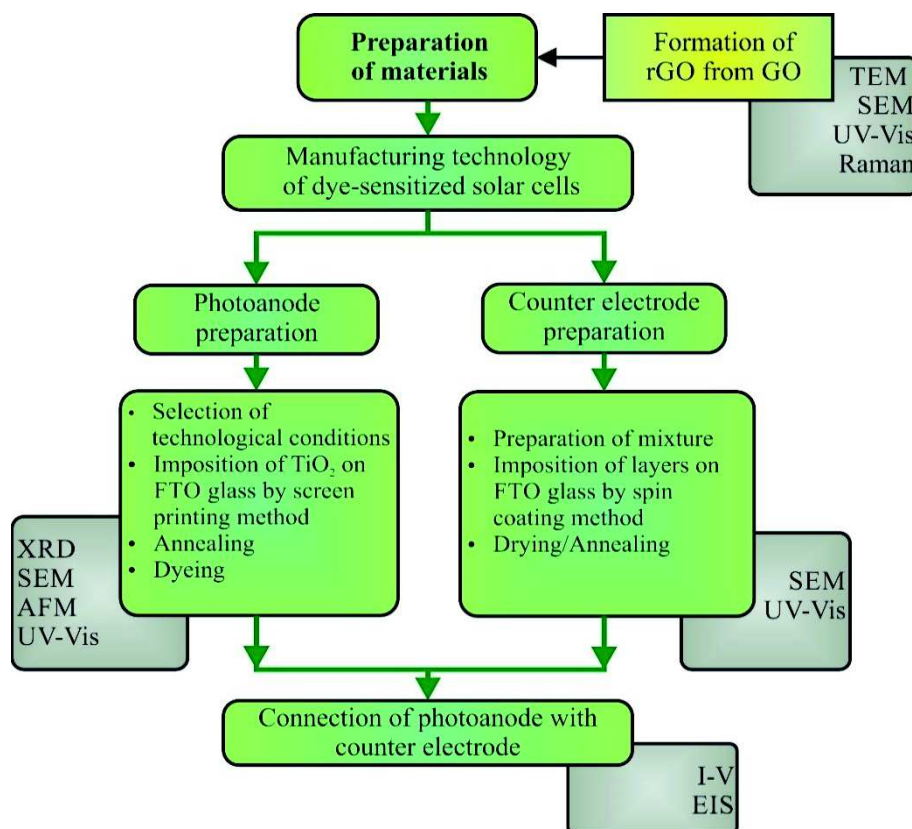 Preparation
of materials
Formation of
rGO from GO
TEM
SEM
UV-Vis
Raman
Manufacturing technology
of dye-sensitized solar cells
Photoanode
preparation
Counter electrode
preparation
• Selection of
technological conditions
• Imposition of TiO₂ on
FTO glass by screen
printing method
• Annealing
• Dyeing
XRD
SEM
AFM
UV-Vis
• Preparation of mixture
• Imposition of layers on
FTO glass by spin
coating method
• Drying/Annealing
SEM
UV-Vis
Connection of photoanode with
counter electrode
I-V
EIS